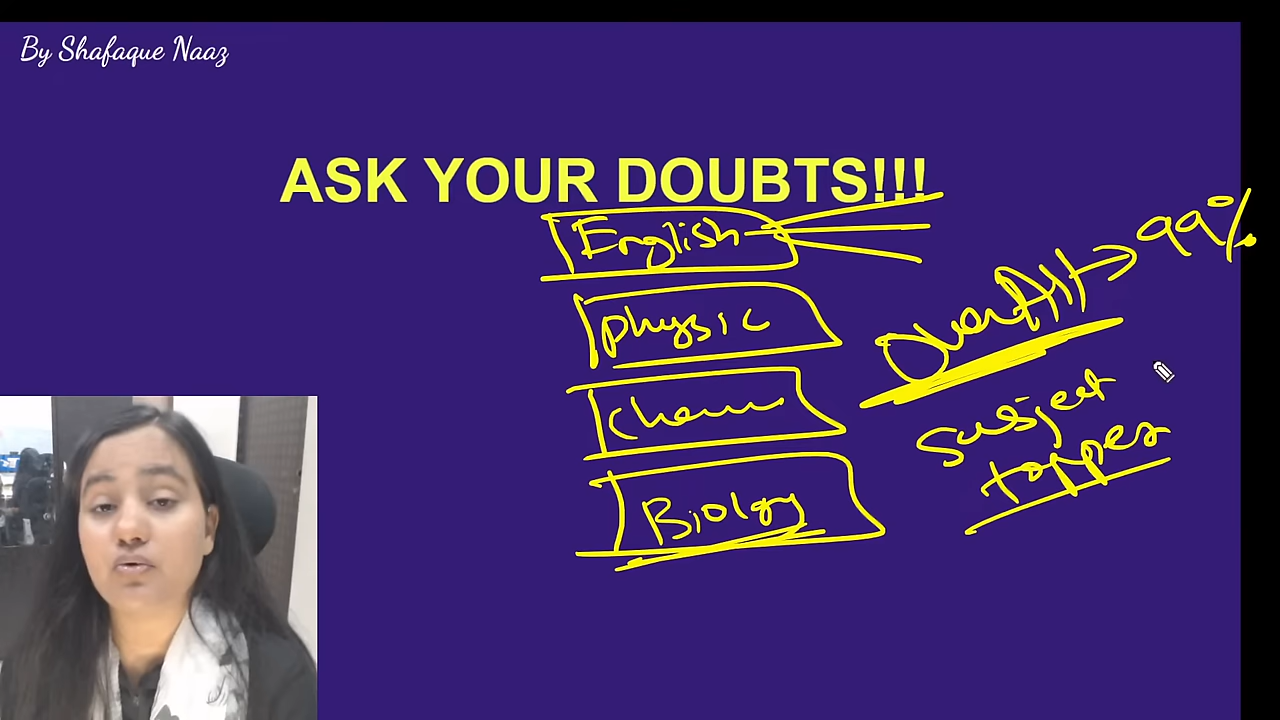 By Shafaque Naaz
ASK YOUR DOUBTS!!!
English
physic
Chem
Biology
OverAll → 99%
Subject
topper